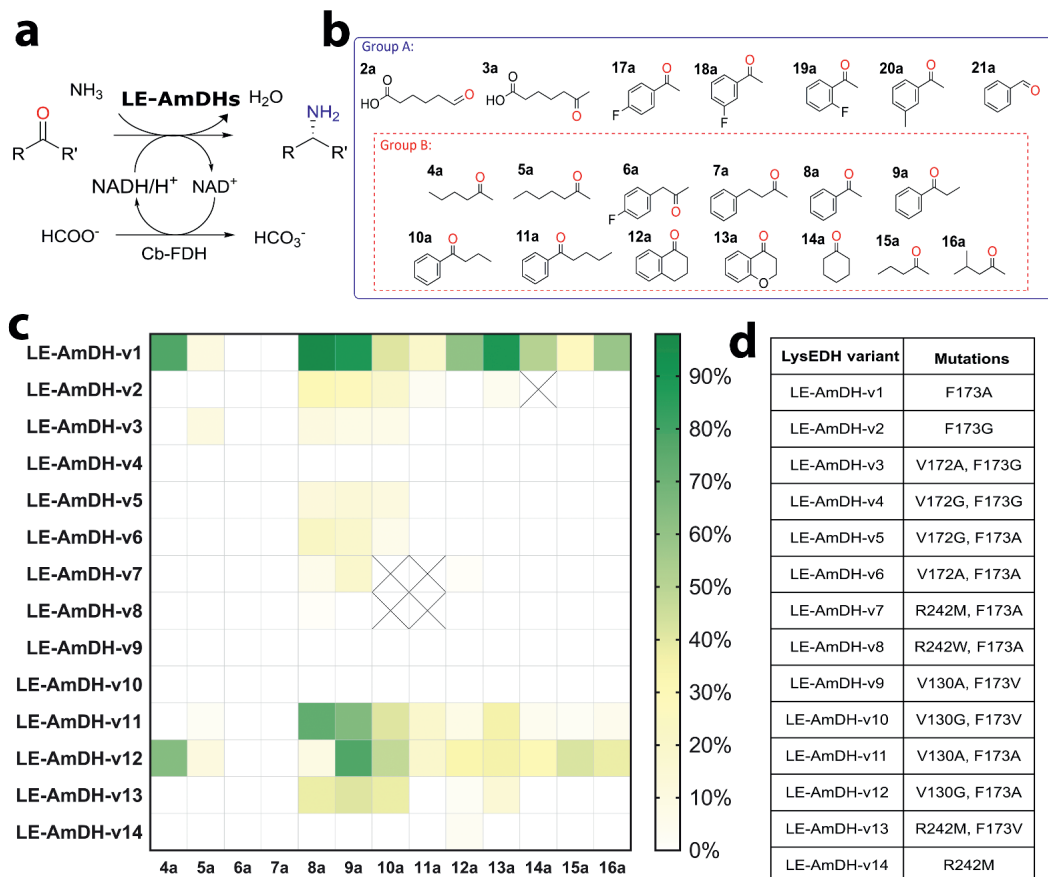 a
NH3
LE-AmDHs
H2O
O
NH2
R R'
R R'
NADH/H+ NAD+
HCOO- HCO3-
Cb-FDH
b
Group A:
2a 3a 17a 18a 19a 20a 21a
O HO O
O HO O
O F
O F
O F
O
O
Group B:
4a 5a 6a 7a 8a 9a
O O F O O O O
10a 11a 12a 13a 14a 15a 16a
O O O O O O O O
c
LE-AmDH-v1
LE-AmDH-v2
LE-AmDH-v3
LE-AmDH-v4
LE-AmDH-v5
LE-AmDH-v6
LE-AmDH-v7
LE-AmDH-v8
LE-AmDH-v9
LE-AmDH-v10
LE-AmDH-v11
LE-AmDH-v12
LE-AmDH-v13
LE-AmDH-v14
4a 5a 6a 7a 8a 9a 10a 11a 12a 13a 14a 15a 16a
90%
80%
70%
60%
50%
40%
30%
20%
10%
0%
d
LysEDH variant Mutations
LE-AmDH-v1 F173A
LE-AmDH-v2 F173G
LE-AmDH-v3 V172A, F173G
LE-AmDH-v4 V172G, F173G
LE-AmDH-v5 V172G, F173A
LE-AmDH-v6 V172A, F173A
LE-AmDH-v7 R242M, F173A
LE-AmDH-v8 R242W, F173A
LE-AmDH-v9 V130A, F173V
LE-AmDH-v10 V130G, F173V
LE-AmDH-v11 V130A, F173A
LE-AmDH-v12 V130G, F173A
LE-AmDH-v13 R242M, F173V
LE-AmDH-v14 R242M